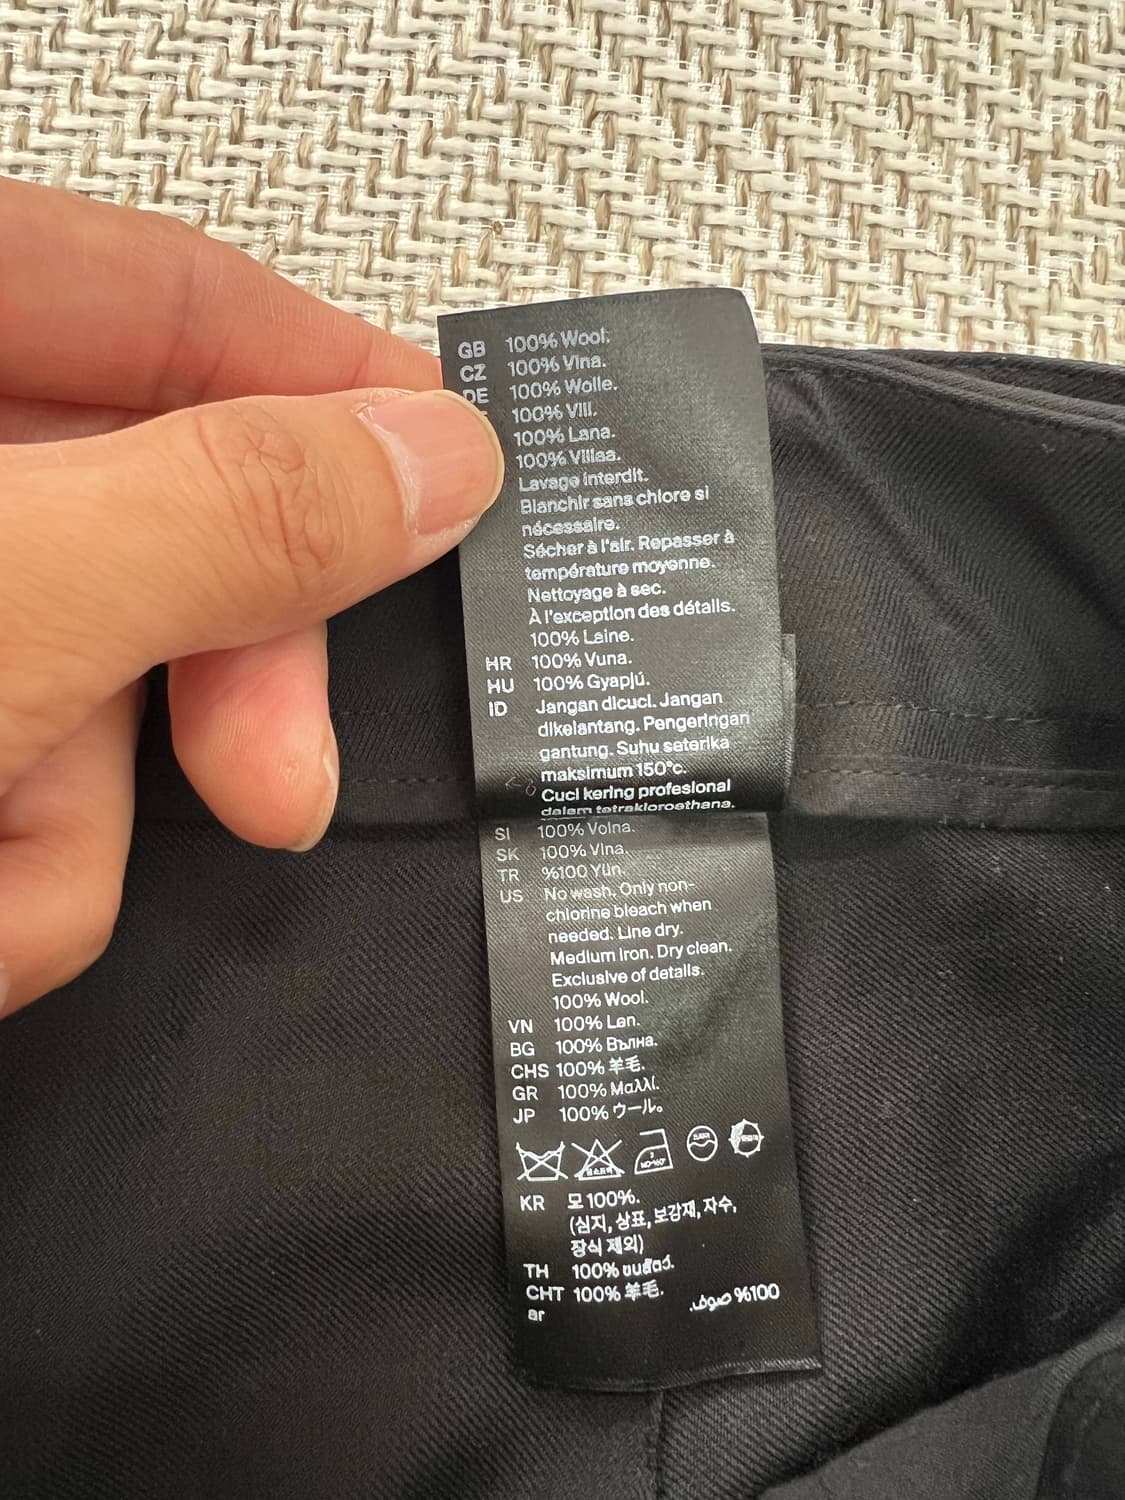 GB 100% Wool.
CZ 100% Vlna.
DE 100% Wolle.
100% Vill.
100% Lana.
100% Villaa.
Lavage interdit.
Blanchir sans chlore si
nécessaire.
Sécher à l'air. Repasser à
température moyenne.
Nettoyage à sec.
À l'exception des détails.
100% Laine.
HR 100% Vuna.
HU 100% Gyapjú.
ID Jangan dicuci. Jangan
dikelantang. Pengeringan
gantung. Suhu seterika
maksimum 150°c.
Cuci kering profesional
dalam tetrakloroethana.
SI 100% Volna.
SK 100% Vlna.
TR %100 Yün.
US No wash. Only non-
chlorine bleach when
needed. Line dry.
Medium iron. Dry clean.
Exclusive of details.
100% Wool.
VN 100% Len.
BG 100% Вълна.
CHS 100% 羊毛.
GR 100% Μαλλί.
JP 100% ウール。
KR 모 100%.
(심지, 상표, 보강재, 자수,
장식 제외)
TH 100% ขนสัตว์.
CHT 100% 羊毛.
ar %100 صوف.